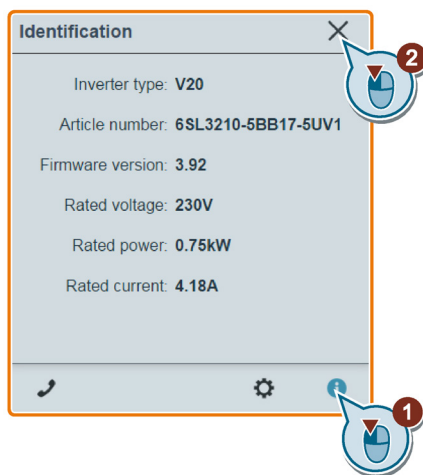 Identification
2
Inverter type: V20
Article number: 6SL3210-5BB17-5UV1
Firmware version: 3.92
Rated voltage: 230V
Rated power: 0.75kW
Rated current: 4.18A
1